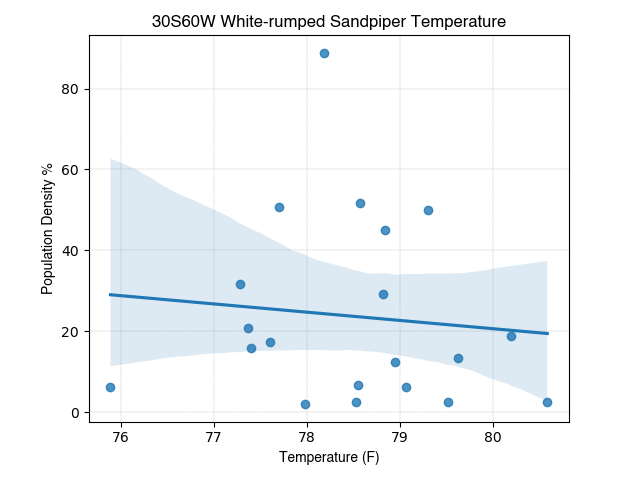 30S60W White-rumped Sandpiper Temperature
Population Density %
80
60
40
20
0
76 77 78 79 80
Temperature (F)